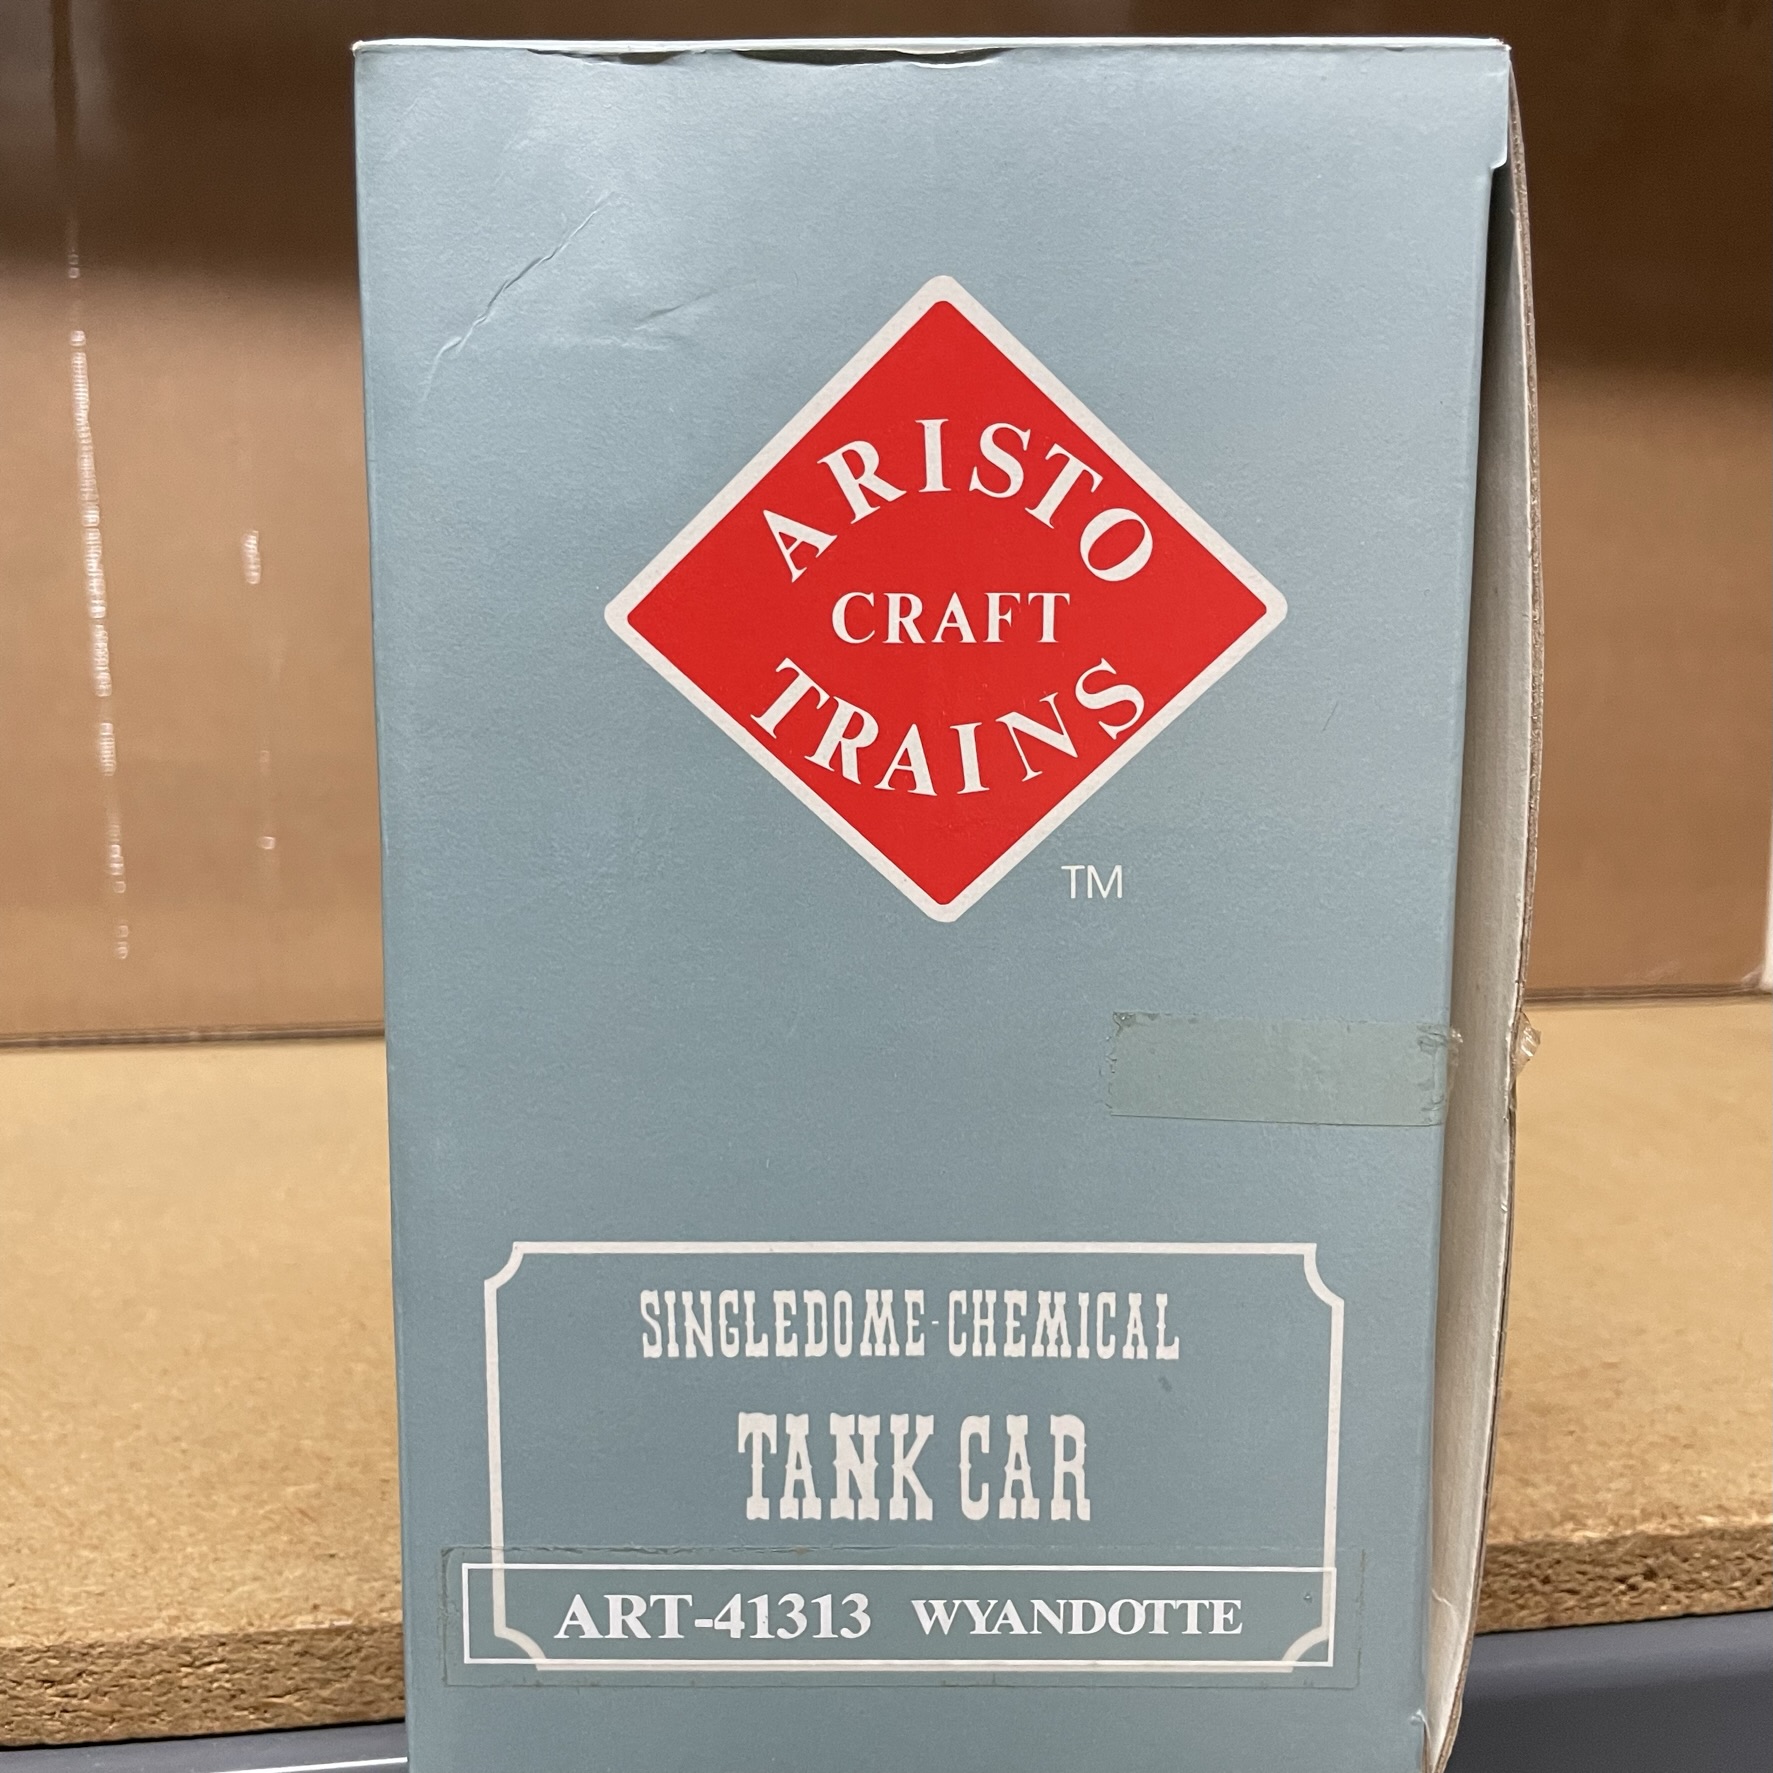 ARISTO
CRAFT
TRAINS
TM
SINGLEDOME-CHEMICAL
TANK CAR
ART-41313 WYANDOTTE